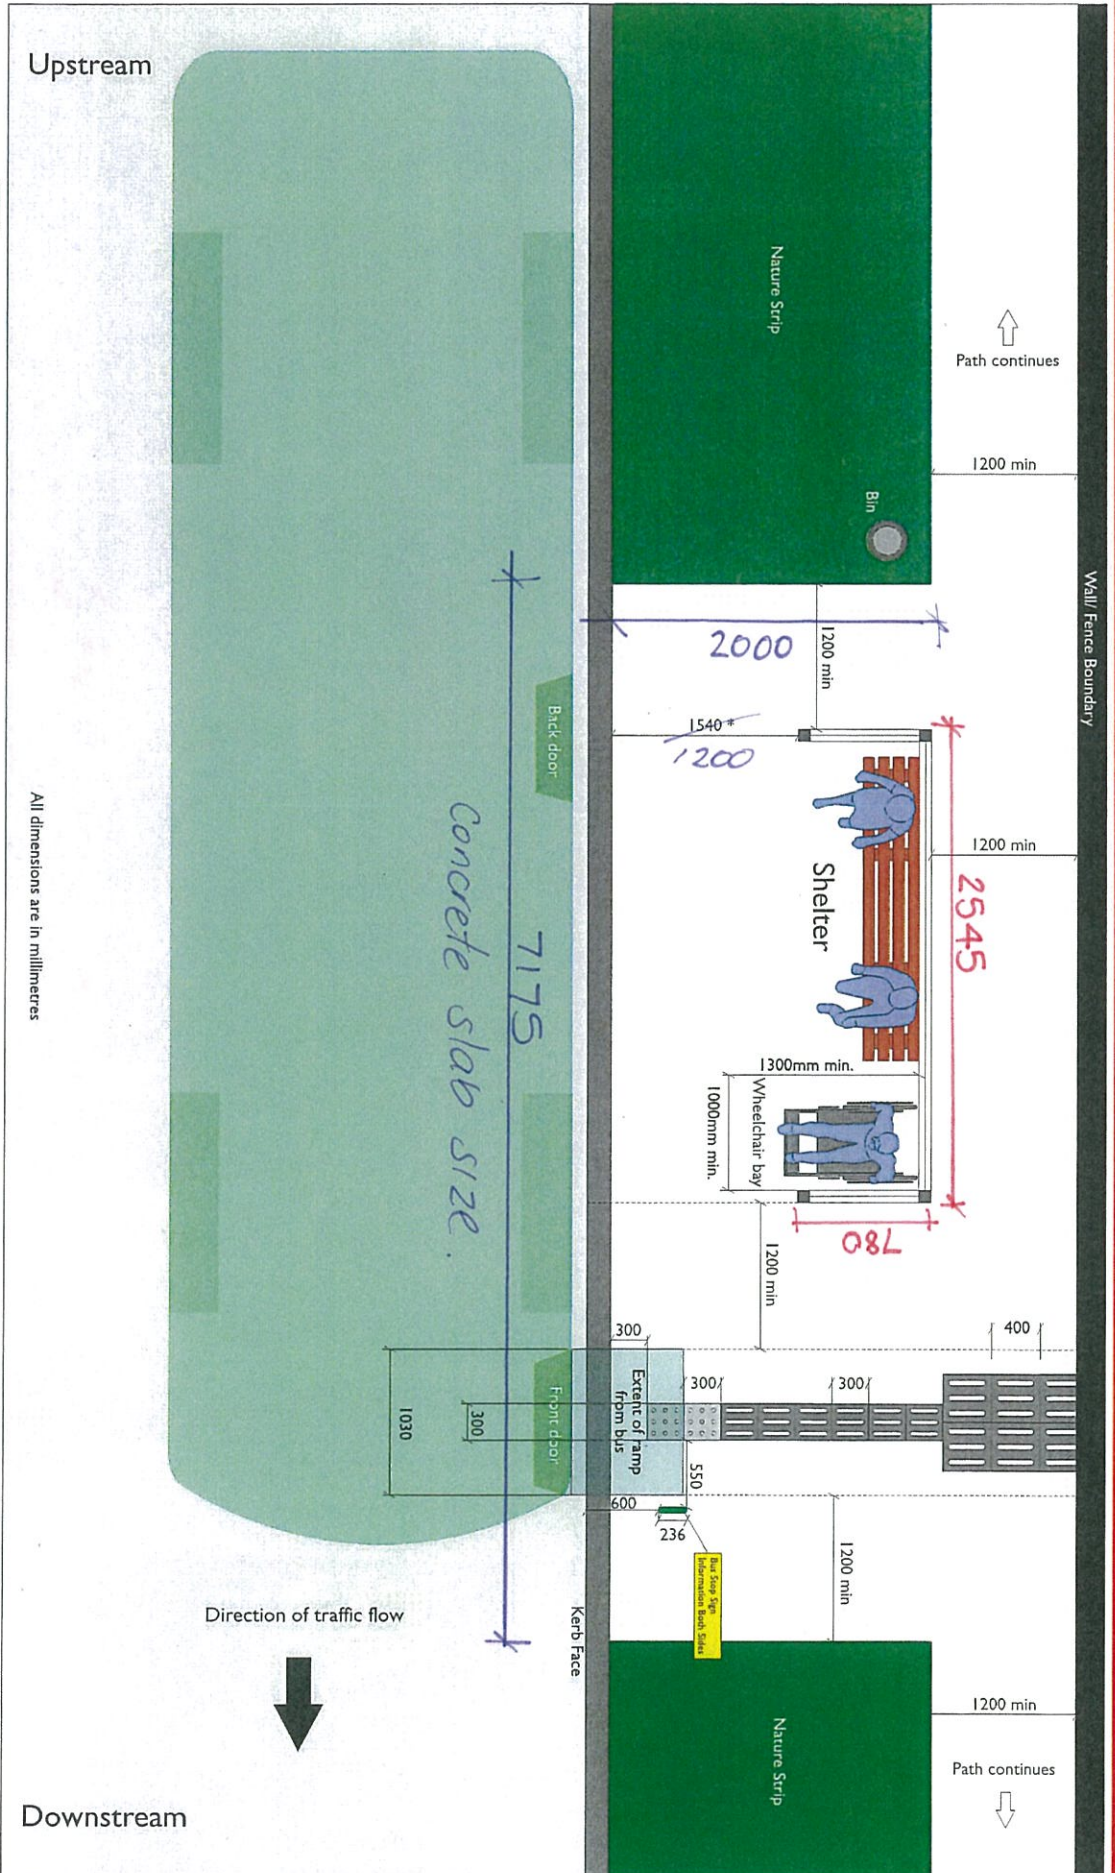 Upstream
Nature Strip
Path continues
1200 min
Bin
Wall/ Fence Boundary
1200 min
2000
1540 *
1200
Back door
1200 min
2545
Shelter
Concrete slab size.
7175
All dimensions are in millimetres
1300mm min.
Wheelchair bay
1000mm min.
780
1200 min
300
400
Extent of ramp
from bus
300
300
Front door
300
1030
550
600
236
Bus Stop Sign
Information Both Sides
1200 min
Direction of traffic flow
Kerb Face
1200 min
Nature Strip
Path continues
Downstream